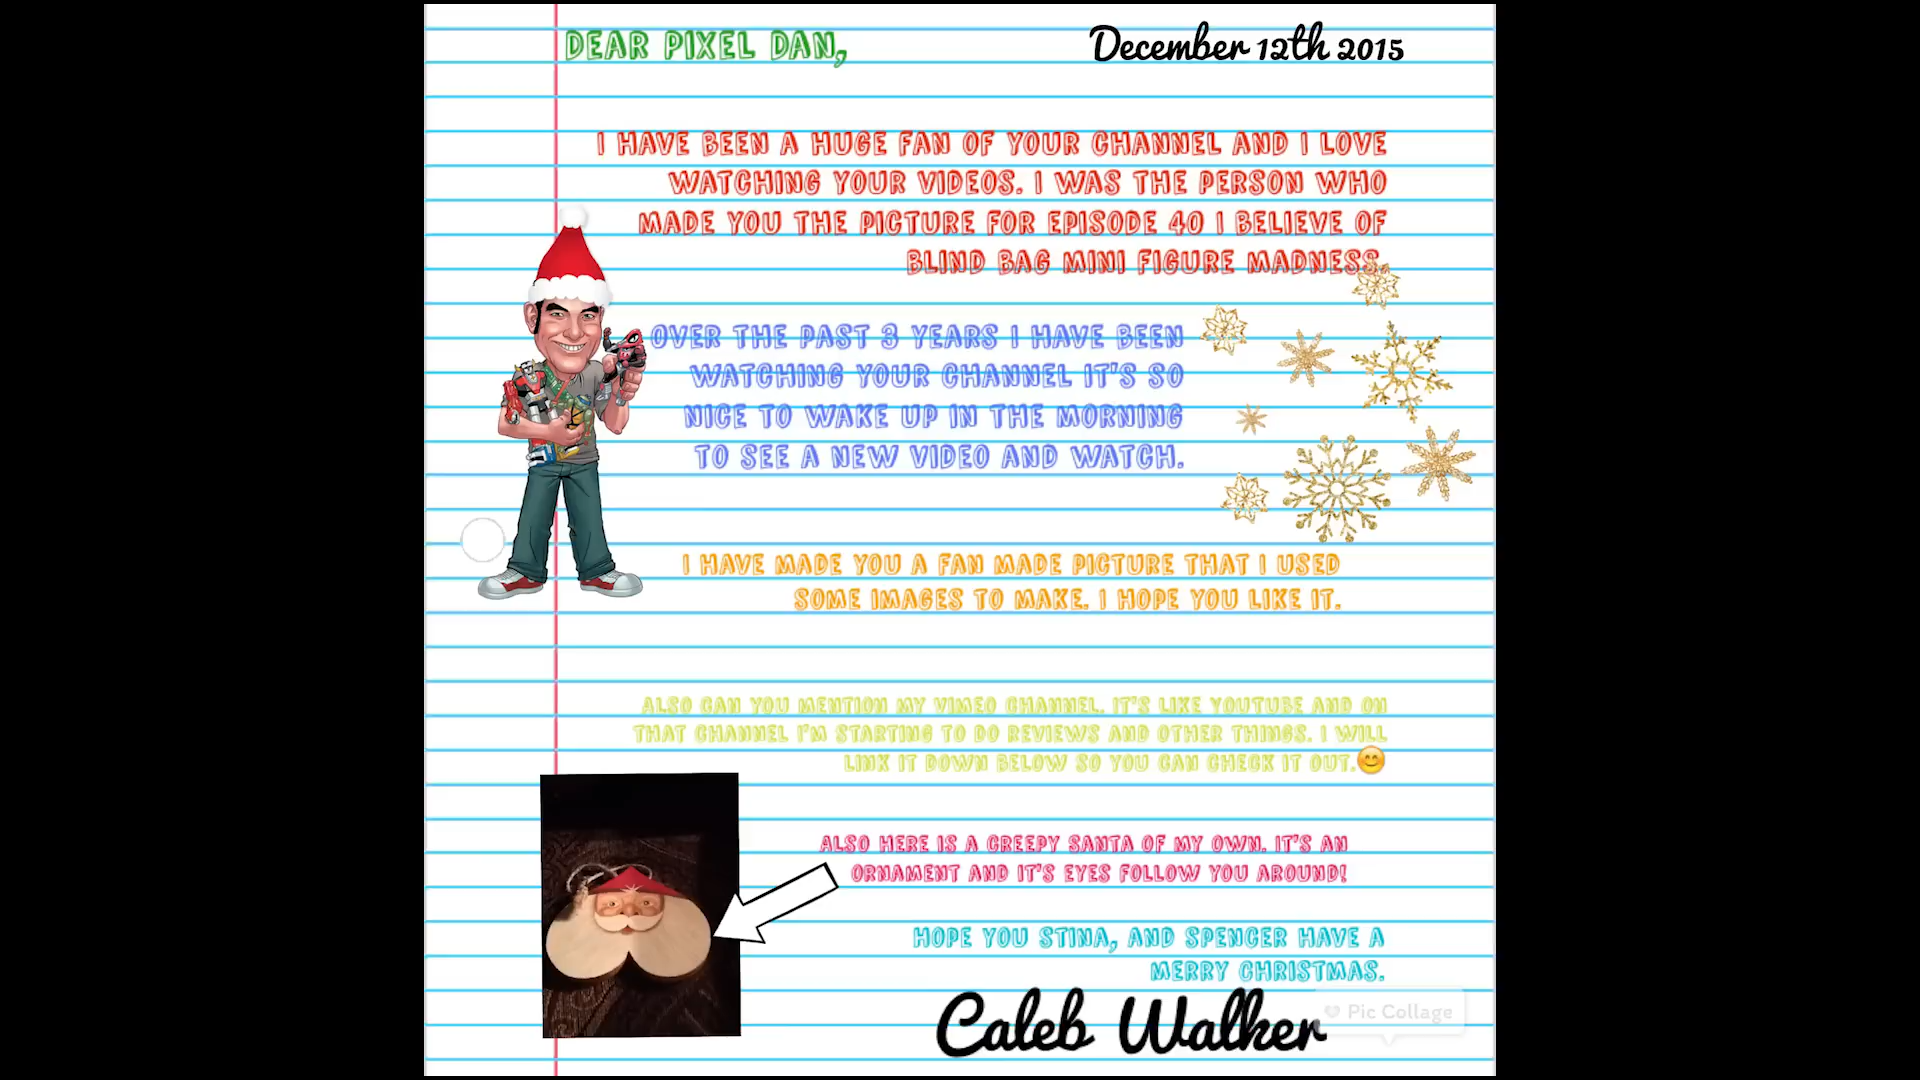 DEAR PIXEL DAN,
December 12th 2015
I HAVE BEEN A HUGE FAN OF YOUR CHANNEL AND I LOVE
WATCHING YOUR VIDEOS. I WAS THE PERSON WHO
MADE YOU THE PICTURE FOR EPISODE 40 I BELIEVE OF
BLIND BAG MINI FIGURE MADNESS.
OVER THE PAST 3 YEARS I HAVE BEEN
WATCHING YOUR CHANNEL IT'S SO
NICE TO WAKE UP IN THE MORNING
TO SEE A NEW VIDEO AND WATCH.
I HAVE MADE YOU A FAN MADE PICTURE THAT I USED
SOME IMAGES TO MAKE. I HOPE YOU LIKE IT.
ALSO CAN YOU MENTION MY VIMEO CHANNEL. IT'S LIKE YOUTUBE AND ON
THAT CHANNEL I'M STARTING TO DO REVIEWS AND OTHER THINGS. I WILL
LINK IT DOWN BELOW SO YOU CAN CHECK IT OUT.😊
ALSO HERE IS A CREEPY SANTA OF MY OWN. IT'S AN
ORNAMENT AND IT'S EYES FOLLOW YOU AROUND!
HOPE YOU STINA, AND SPENCER HAVE A
MERRY CHRISTMAS.
Caleb Walker
Pic Collage